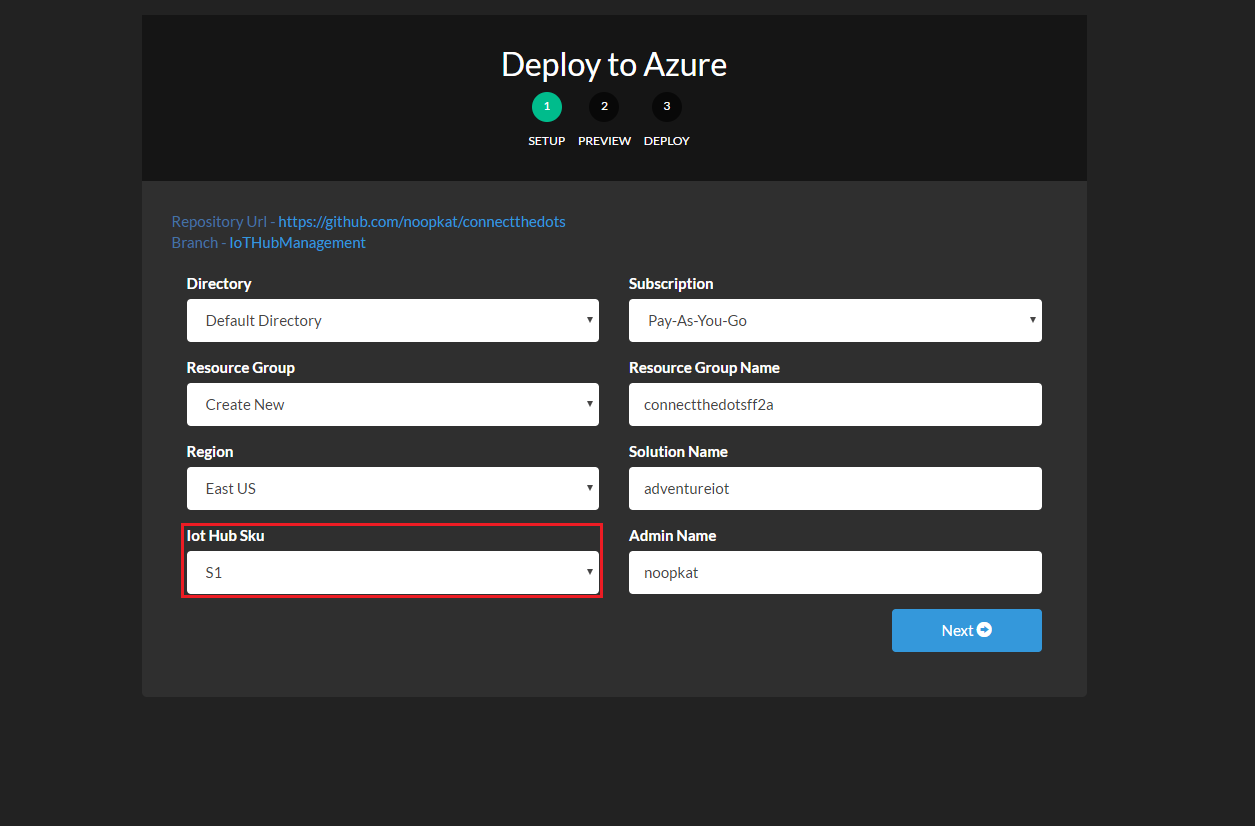 Deploy to Azure
1 2 3
SETUP PREVIEW DEPLOY
Repository Url - https://github.com/noopkat/connectthedots
Branch - IoTHubManagement
Directory Subscription
Default Directory Pay-As-You-Go
Resource Group Resource Group Name
Create New connectthedotsff2a
Region Solution Name
East US adventureiot
Iot Hub Sku Admin Name
S1 noopkat
Next